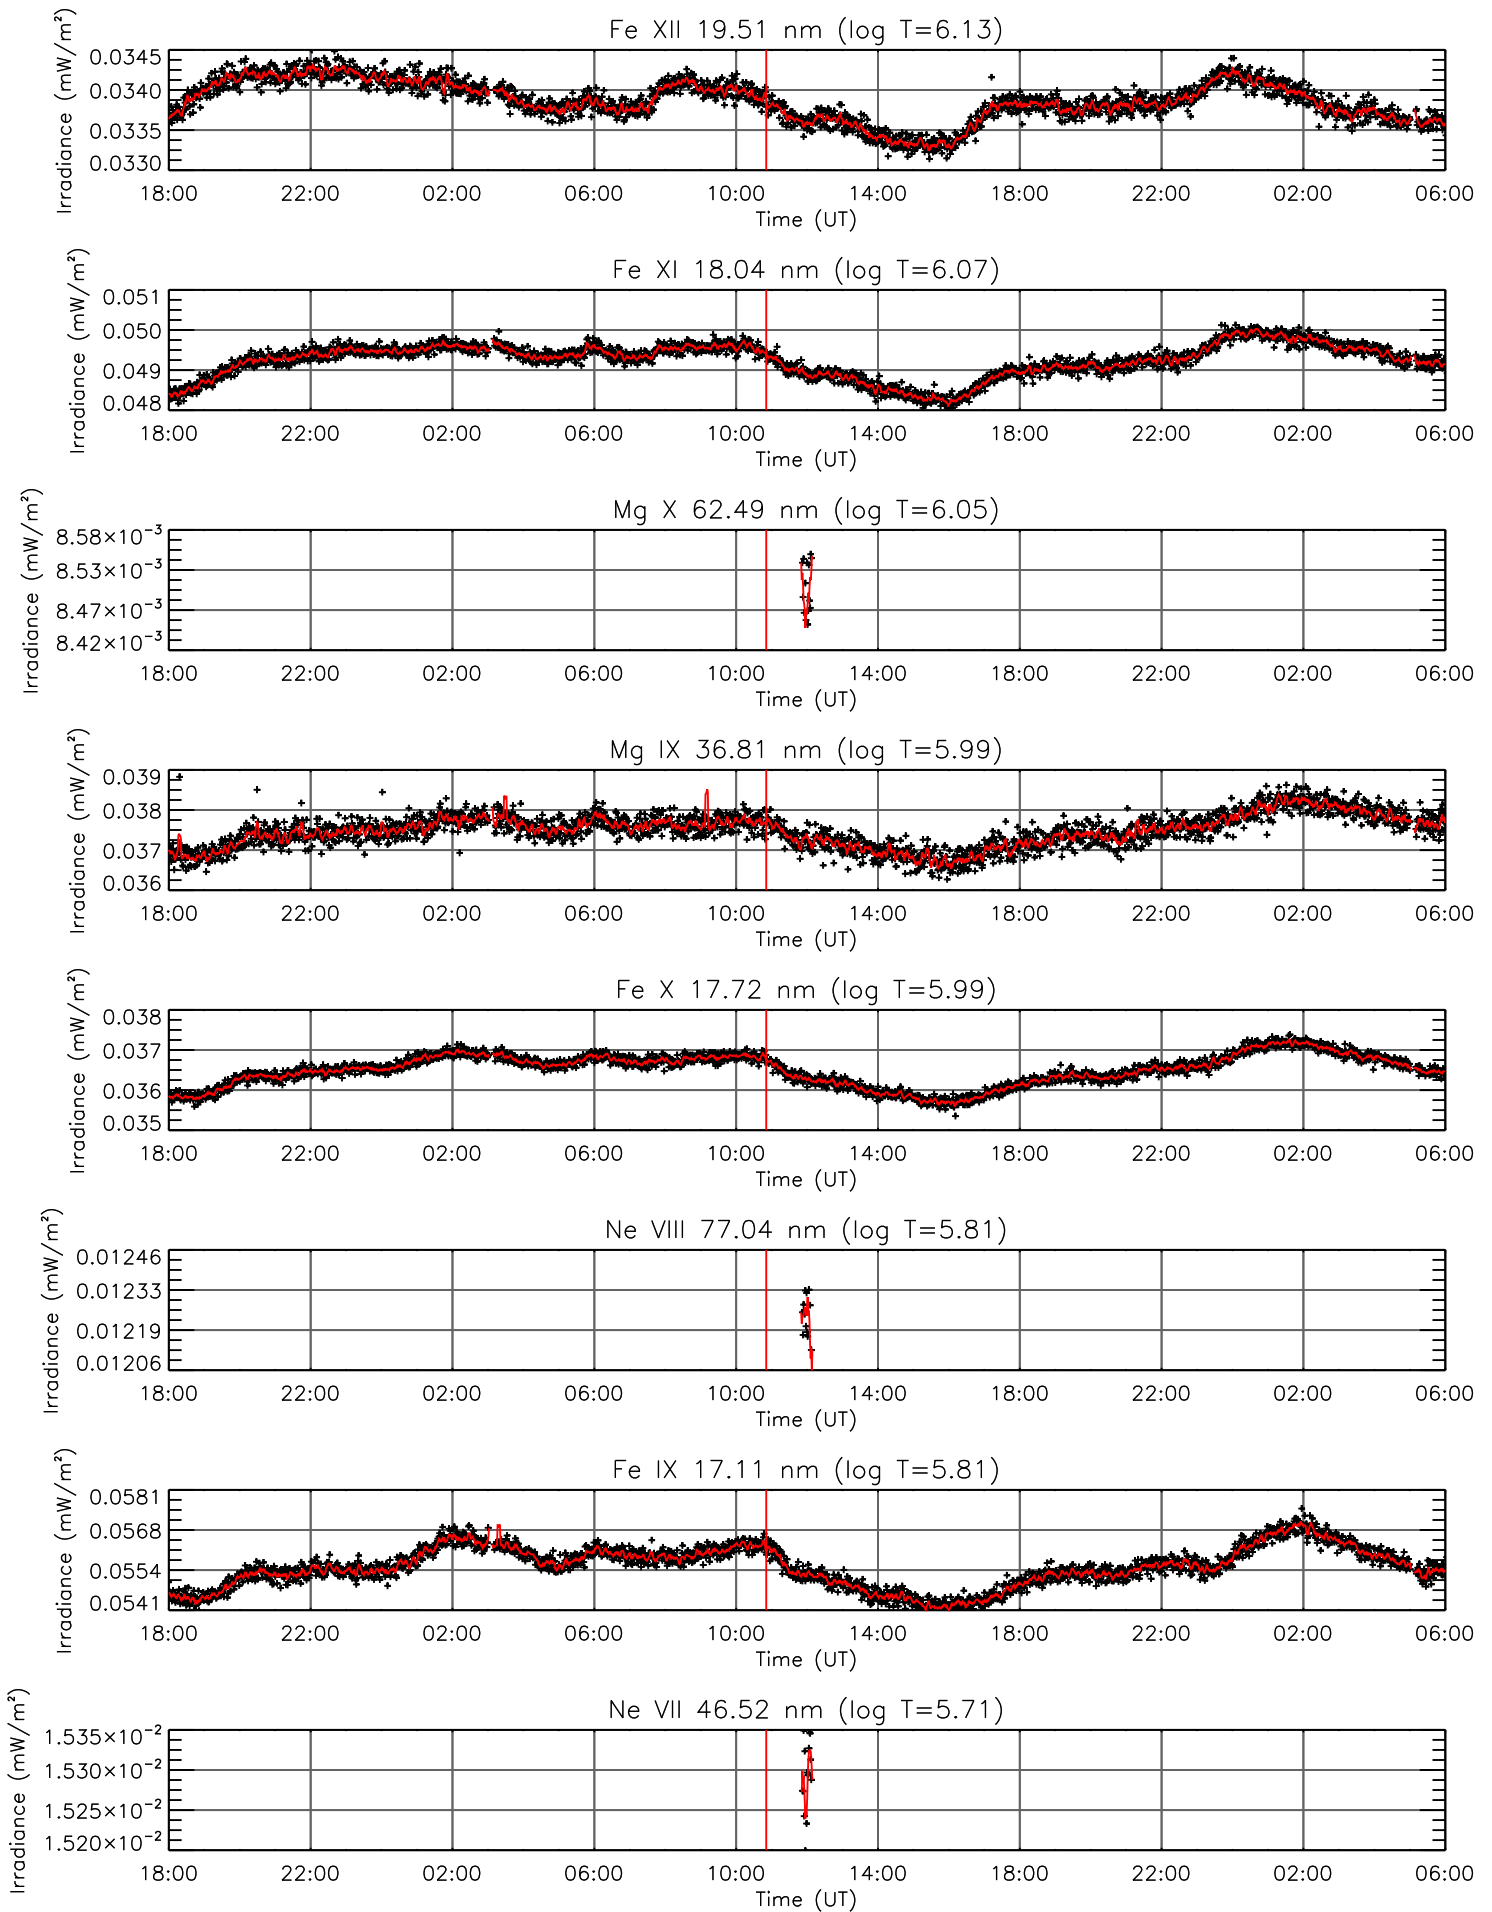 Fe XII 19.51 nm (log T=6.13)
Irradiance (mW/m²)
0.0345
0.0340
0.0335
0.0330
18:00 22:00 02:00 06:00 10:00 14:00 18:00 22:00 02:00 06:00
Time (UT)
Fe XI 18.04 nm (log T=6.07)
Irradiance (mW/m²)
0.051
0.050
0.049
0.048
18:00 22:00 02:00 06:00 10:00 14:00 18:00 22:00 02:00 06:00
Time (UT)
Mg X 62.49 nm (log T=6.05)
Irradiance (mW/m²)
8.58×10⁻³
8.53×10⁻³
8.47×10⁻³
8.42×10⁻³
18:00 22:00 02:00 06:00 10:00 14:00 18:00 22:00 02:00 06:00
Time (UT)
Mg IX 36.81 nm (log T=5.99)
Irradiance (mW/m²)
0.039
0.038
0.037
0.036
18:00 22:00 02:00 06:00 10:00 14:00 18:00 22:00 02:00 06:00
Time (UT)
Fe X 17.72 nm (log T=5.99)
Irradiance (mW/m²)
0.038
0.037
0.036
0.035
18:00 22:00 02:00 06:00 10:00 14:00 18:00 22:00 02:00 06:00
Time (UT)
Ne VIII 77.04 nm (log T=5.81)
Irradiance (mW/m²)
0.01246
0.01233
0.01219
0.01206
18:00 22:00 02:00 06:00 10:00 14:00 18:00 22:00 02:00 06:00
Time (UT)
Fe IX 17.11 nm (log T=5.81)
Irradiance (mW/m²)
0.0581
0.0568
0.0554
0.0541
18:00 22:00 02:00 06:00 10:00 14:00 18:00 22:00 02:00 06:00
Time (UT)
Ne VII 46.52 nm (log T=5.71)
Irradiance (mW/m²)
1.535×10⁻²
1.530×10⁻²
1.525×10⁻²
1.520×10⁻²
18:00 22:00 02:00 06:00 10:00 14:00 18:00 22:00 02:00 06:00
Time (UT)